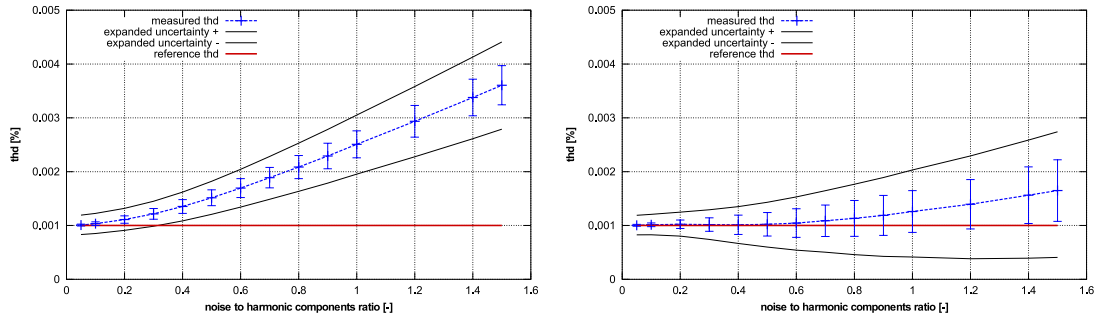 0.005
0.004
0.003
0.002
0.001
0
0 0.2 0.4 0.6 0.8 1.0 1.2 1.4 1.6
thd [%]
noise to harmonic components ratio [-]
measured thd
expanded uncertainty +
expanded uncertainty -
reference thd
0.005
0.004
0.003
0.002
0.001
0
0 0.2 0.4 0.6 0.8 1.0 1.2 1.4 1.6
thd [%]
noise to harmonic components ratio [-]
measured thd
expanded uncertainty +
expanded uncertainty -
reference thd